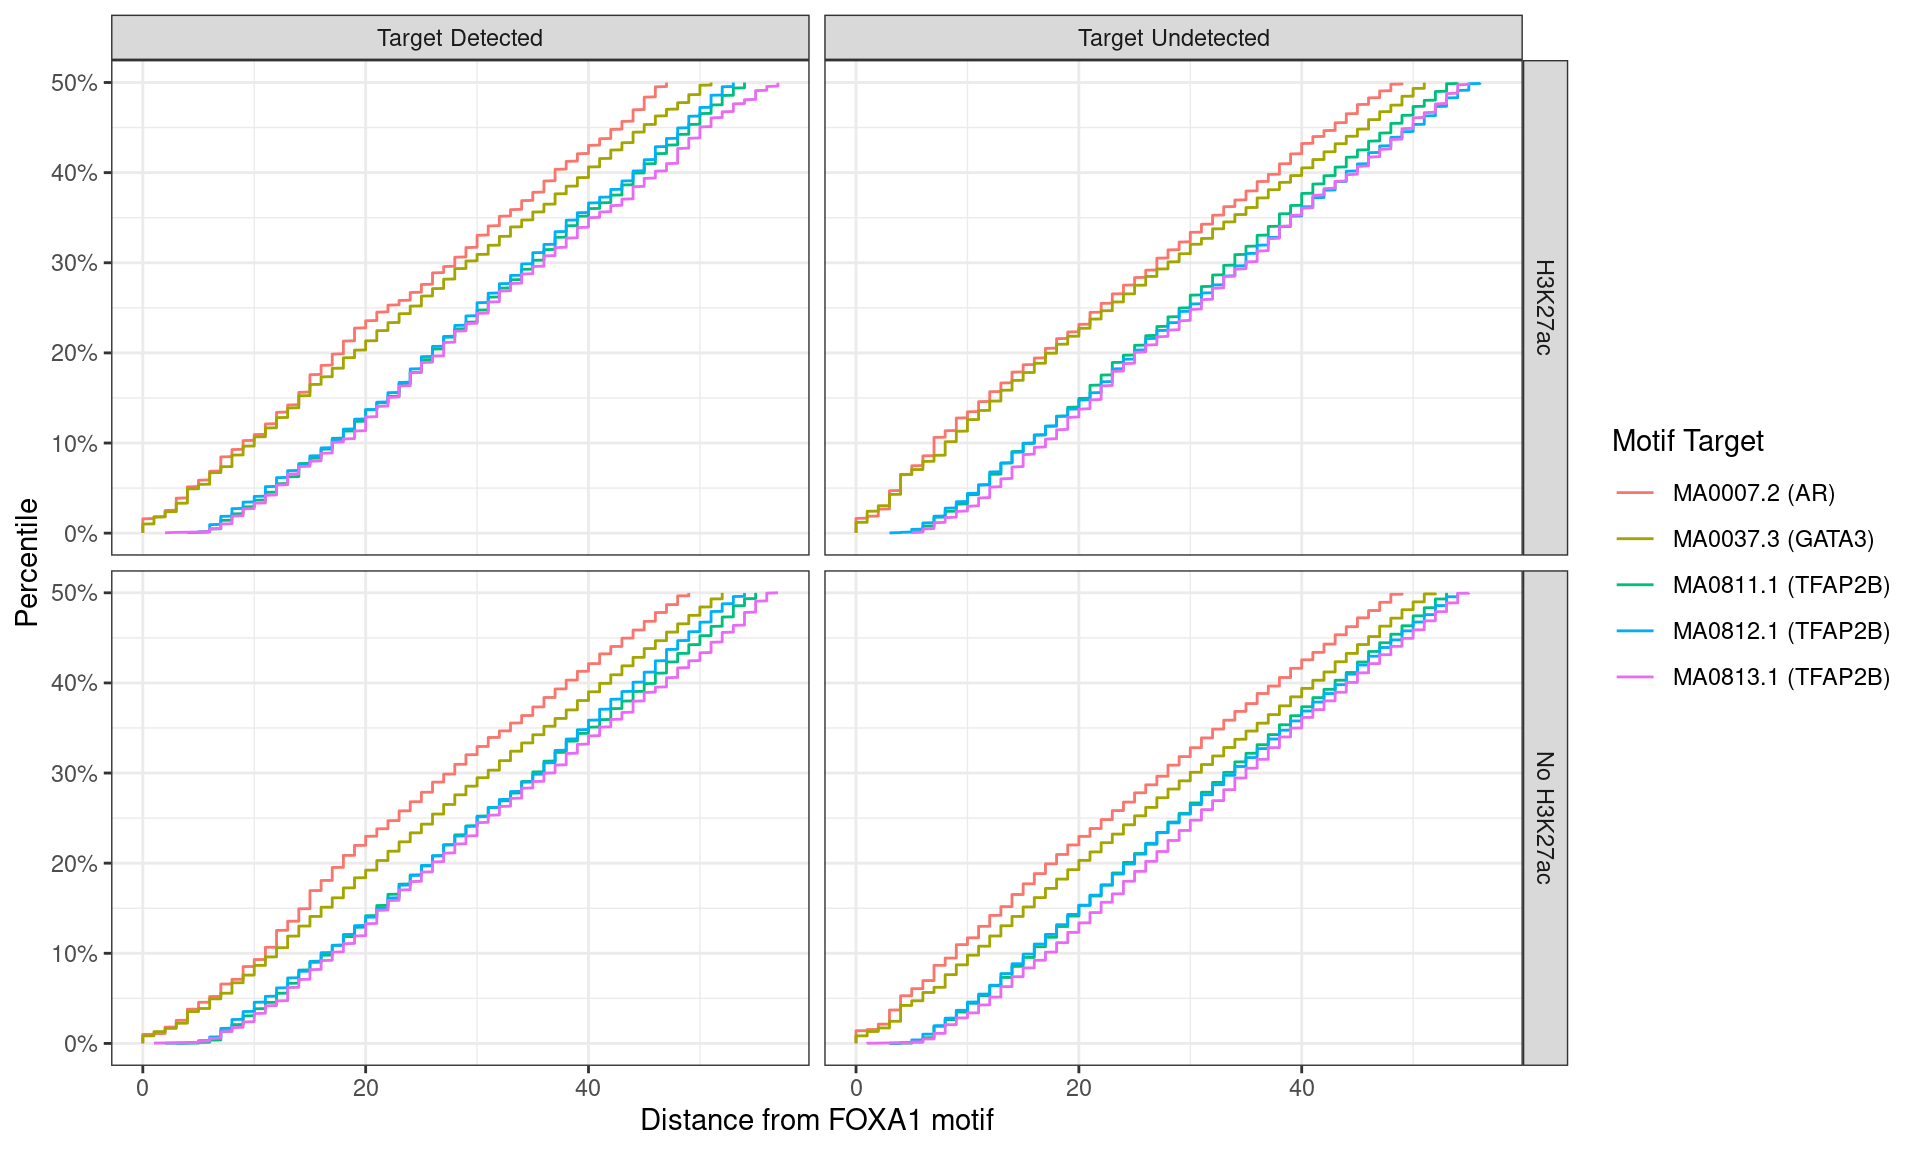 Target Detected
Target Undetected
50%
40%
30%
20%
10%
0%
H3K27ac
50%
40%
30%
20%
10%
0%
No H3K27ac
0
20
40
0
20
40
Percentile
Distance from FOXA1 motif
Motif Target
MA0007.2 (AR)
MA0037.3 (GATA3)
MA0811.1 (TFAP2B)
MA0812.1 (TFAP2B)
MA0813.1 (TFAP2B)